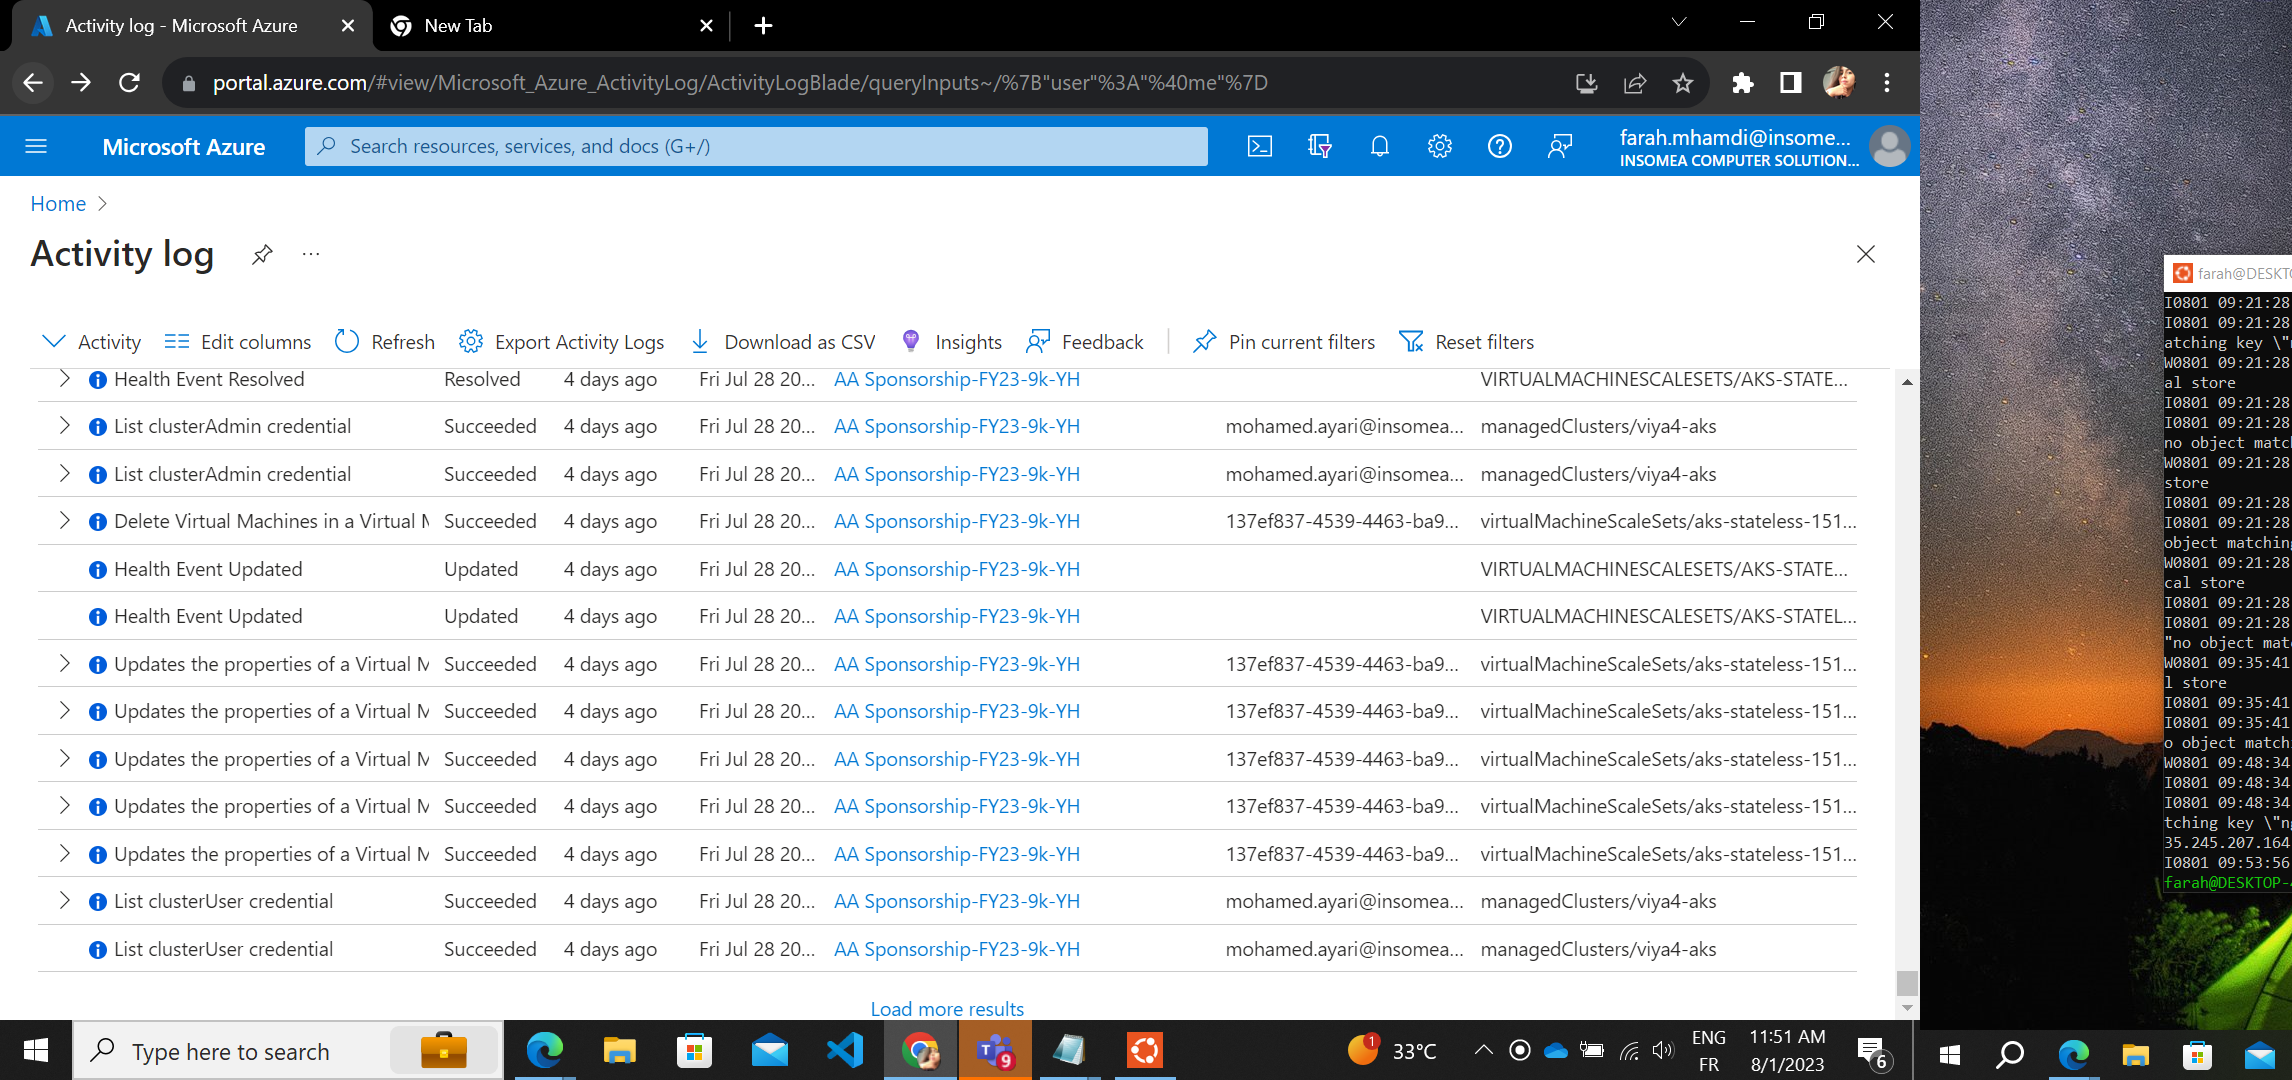 Activity log - Microsoft Azure
New Tab
portal.azure.com/#view/Microsoft_Azure_ActivityLog/ActivityLogBlade/queryInputs~/%7B"user"%3A"%40me"%7D
Microsoft Azure
Search resources, services, and docs (G+/)
farah.mhamdi@insome...
INSOMEA COMPUTER SOLUTION...
Home
Activity log
Activity Edit columns Refresh Export Activity Logs Download as CSV Insights Feedback Pin current filters Reset filters
Health Event Resolved Resolved 4 days ago Fri Jul 28 20... AA Sponsorship-FY23-9k-YH VIRTUALMACHINESCALESETS/AKS-STATE...
List clusterAdmin credential Succeeded 4 days ago Fri Jul 28 20... AA Sponsorship-FY23-9k-YH mohamed.ayari@insomea... managedClusters/viya4-aks
List clusterAdmin credential Succeeded 4 days ago Fri Jul 28 20... AA Sponsorship-FY23-9k-YH mohamed.ayari@insomea... managedClusters/viya4-aks
Delete Virtual Machines in a Virtual M Succeeded 4 days ago Fri Jul 28 20... AA Sponsorship-FY23-9k-YH 137ef837-4539-4463-ba9... virtualMachineScaleSets/aks-stateless-151...
Health Event Updated Updated 4 days ago Fri Jul 28 20... AA Sponsorship-FY23-9k-YH VIRTUALMACHINESCALESETS/AKS-STATE...
Health Event Updated Updated 4 days ago Fri Jul 28 20... AA Sponsorship-FY23-9k-YH VIRTUALMACHINESCALESETS/AKS-STATEL...
Updates the properties of a Virtual M Succeeded 4 days ago Fri Jul 28 20... AA Sponsorship-FY23-9k-YH 137ef837-4539-4463-ba9... virtualMachineScaleSets/aks-stateless-151...
Updates the properties of a Virtual M Succeeded 4 days ago Fri Jul 28 20... AA Sponsorship-FY23-9k-YH 137ef837-4539-4463-ba9... virtualMachineScaleSets/aks-stateless-151...
Updates the properties of a Virtual M Succeeded 4 days ago Fri Jul 28 20... AA Sponsorship-FY23-9k-YH 137ef837-4539-4463-ba9... virtualMachineScaleSets/aks-stateless-151...
Updates the properties of a Virtual M Succeeded 4 days ago Fri Jul 28 20... AA Sponsorship-FY23-9k-YH 137ef837-4539-4463-ba9... virtualMachineScaleSets/aks-stateless-151...
Updates the properties of a Virtual M Succeeded 4 days ago Fri Jul 28 20... AA Sponsorship-FY23-9k-YH 137ef837-4539-4463-ba9... virtualMachineScaleSets/aks-stateless-151...
List clusterUser credential Succeeded 4 days ago Fri Jul 28 20... AA Sponsorship-FY23-9k-YH mohamed.ayari@insomea... managedClusters/viya4-aks
List clusterUser credential Succeeded 4 days ago Fri Jul 28 20... AA Sponsorship-FY23-9k-YH mohamed.ayari@insomea... managedClusters/viya4-aks
Load more results
Type here to search
9
1
33°C
ENG
FR
11:51 AM
8/1/2023
6
farah@DESKT
I0801 09:21:28
I0801 09:21:28
atching key \"n
W0801 09:21:28
al store
I0801 09:21:28
I0801 09:21:28
no object match
W0801 09:21:28
store
I0801 09:21:28
I0801 09:21:28
object matching
W0801 09:21:28
cal store
I0801 09:21:28
I0801 09:21:28
"no object mat
W0801 09:35:41
l store
I0801 09:35:41
I0801 09:35:41
o object match
W0801 09:48:34
I0801 09:48:34
I0801 09:48:34
tching key \"ng
35.245.207.164
I0801 09:53:56
farah@DESKTOP-